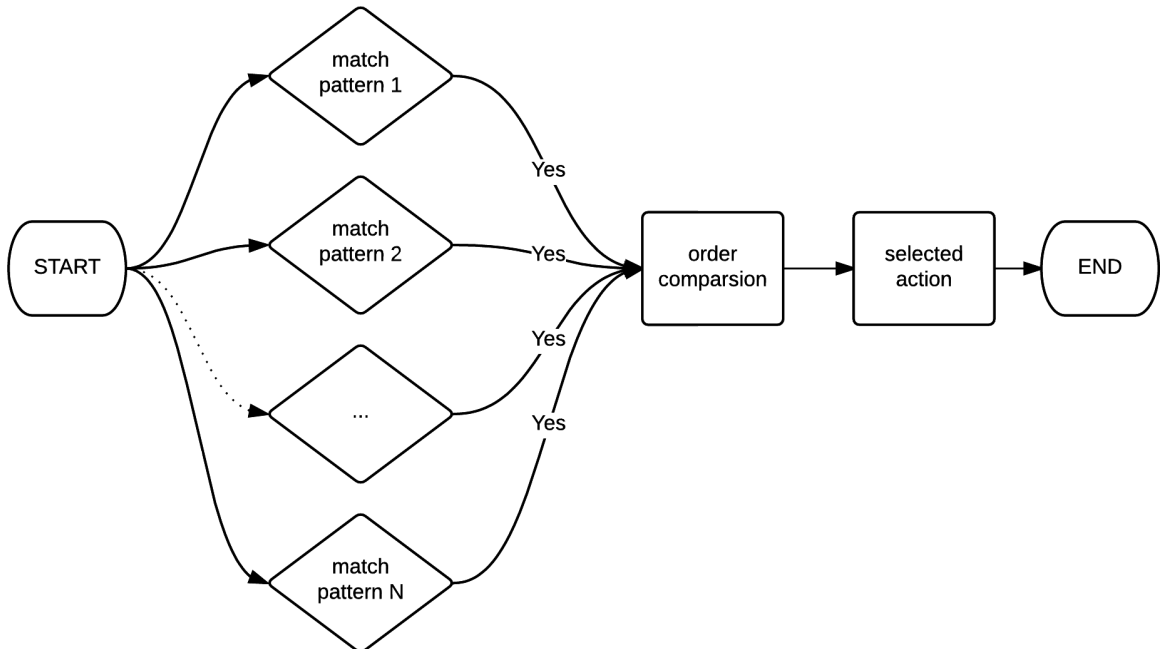 START
match
pattern 1
match
pattern 2
...
match
pattern N
Yes
Yes
Yes
Yes
order
comparsion
selected
action
END